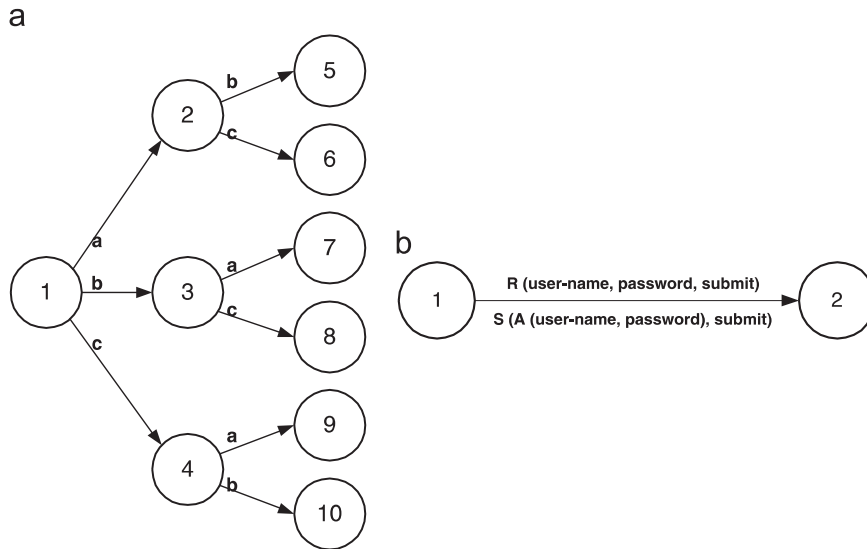 a
1
a
b
c
2
b
c
5
6
3
a
c
7
8
4
a
b
9
10
b
1
R (user-name, password, submit)
S (A (user-name, password), submit)
2